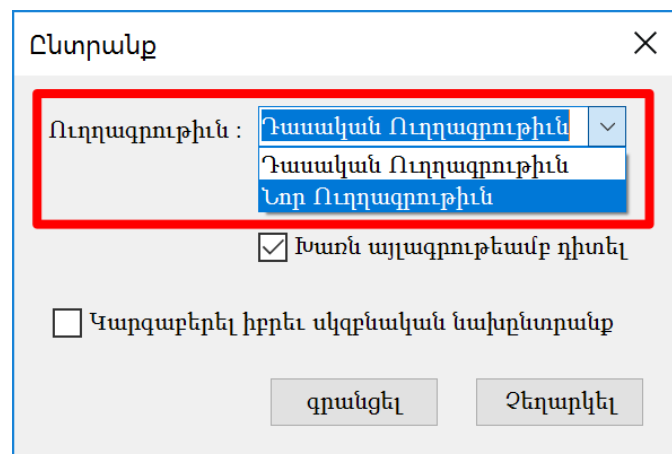 Ընտրանք
Ուղղագրութիւն : Դասական Ուղղագրութիւն
Դասական Ուղղագրութիւն
Նոր Ուղղագրութիւն
Խառն այլագրութեամբ դիտել
Կարգաբերել իբրեւ սկզբնական նախընտրանք
գրանցել Չեղարկել